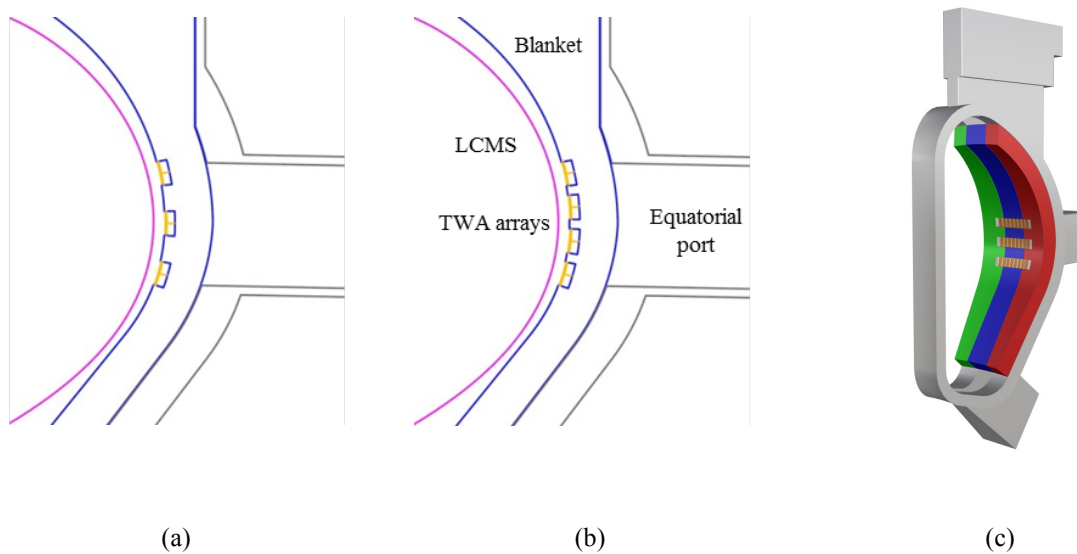 Blanket
LCMS
TWA arrays
Equatorial
port
(a)
(b)
(c)